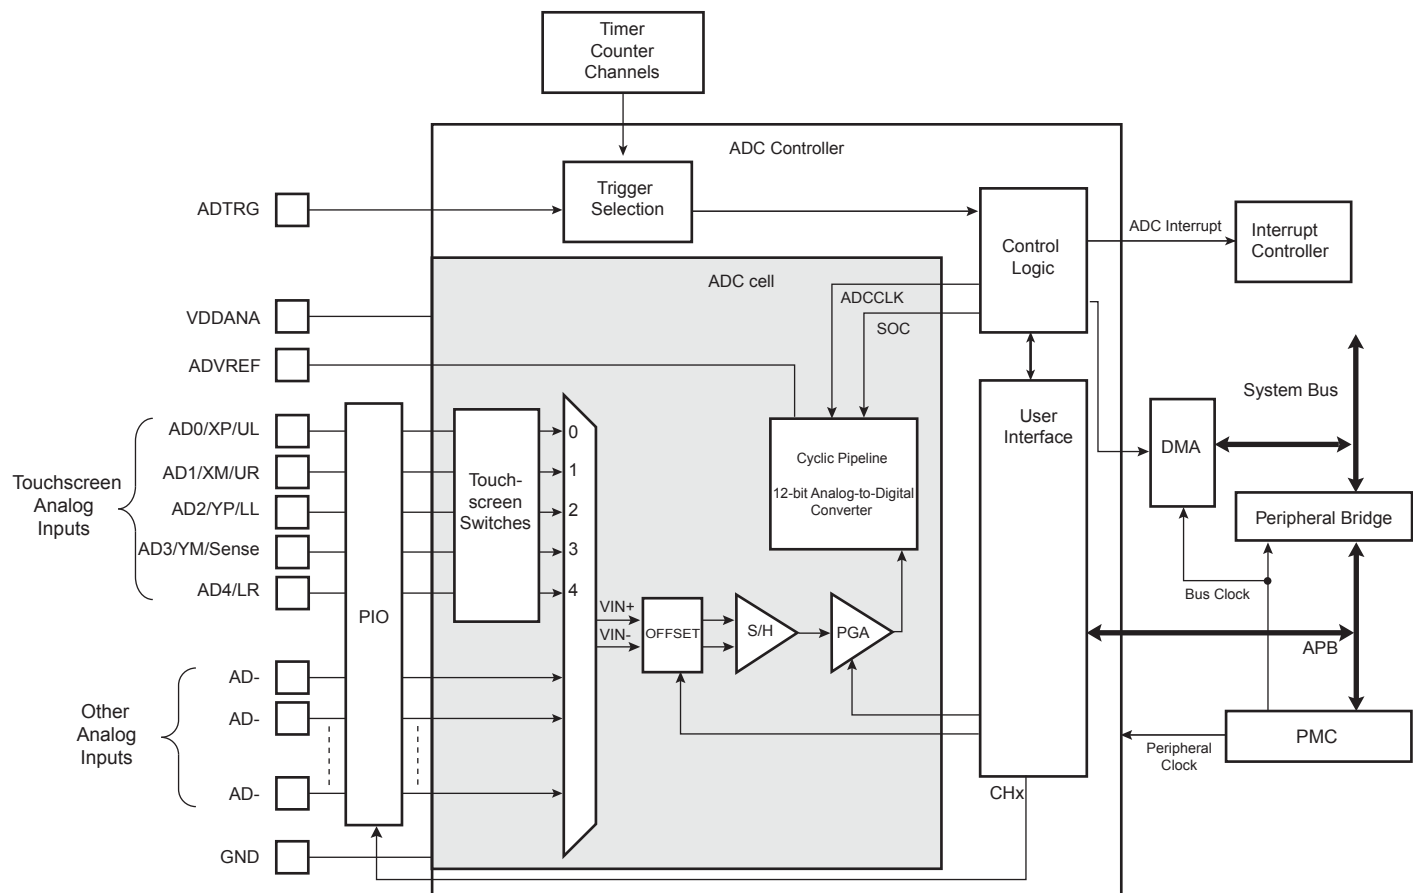 Timer
Counter
Channels
ADC Controller
ADTRG
Trigger
Selection
Control
Logic
ADC Interrupt
Interrupt
Controller
ADC cell
VDDANA
ADCCLK
SOC
ADVREF
System Bus
Touchscreen
Analog
Inputs
AD0/XP/UL
AD1/XM/UR
AD2/YP/LL
AD3/YM/Sense
AD4/LR
PIO
Touch-
screen
Switches
0
1
2
3
4
Cyclic Pipeline
12-bit Analog-to-Digital
Converter
User
Interface
DMA
Peripheral Bridge
Bus Clock
VIN+
VIN-
OFFSET
S/H
PGA
APB
Other
Analog
Inputs
AD-
AD-
AD-
PMC
Peripheral
Clock
CHx
GND